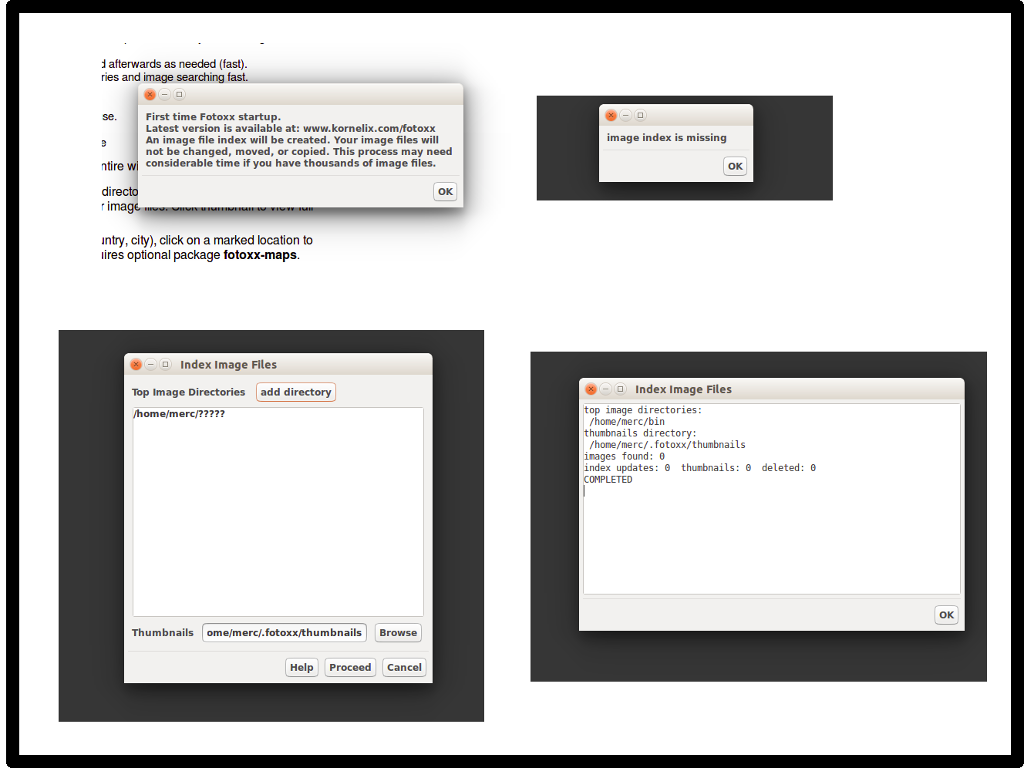 d afterwards as needed (fast).
ries and image searching fast.
se.
e
ntire wi
directo
r image files. Click thumbnail to view full
untry, city), click on a marked location to
uires optional package fotoxx-maps.
First time Fotoxx startup.
Latest version is available at: www.kornelix.com/fotoxx
An image file index will be created. Your image files will
not be changed, moved, or copied. This process may need
considerable time if you have thousands of image files.
OK
image index is missing
OK
Index Image Files
Top Image Directories add directory
/home/merc/?????
Thumbnails ome/merc/.fotoxx/thumbnails Browse
Help Proceed Cancel
Index Image Files
top image directories:
/home/merc/bin
thumbnails directory:
/home/merc/.fotoxx/thumbnails
images found: 0
index updates: 0 thumbnails: 0 deleted: 0
COMPLETED
OK